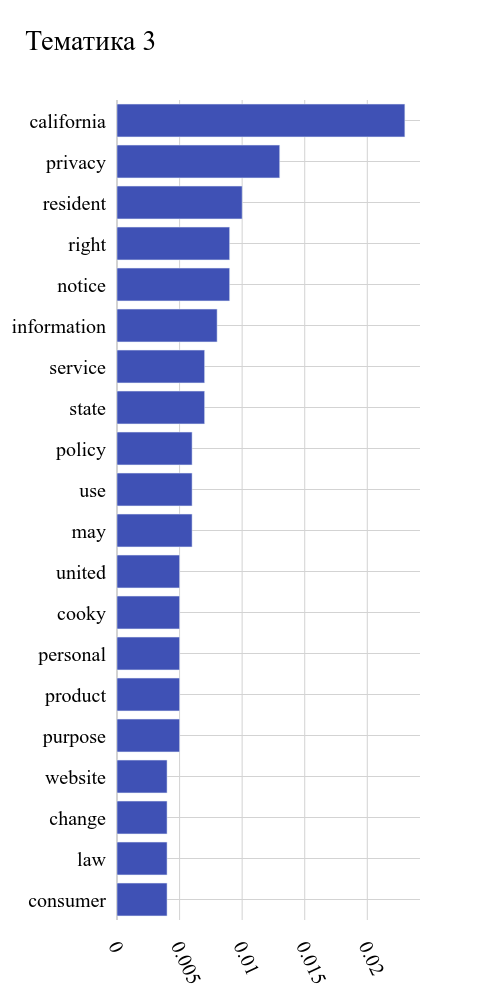 Тематика 3
california
privacy
resident
right
notice
information
service
state
policy
use
may
united
cooky
personal
product
purpose
website
change
law
consumer
0
0.005
0.01
0.015
0.02